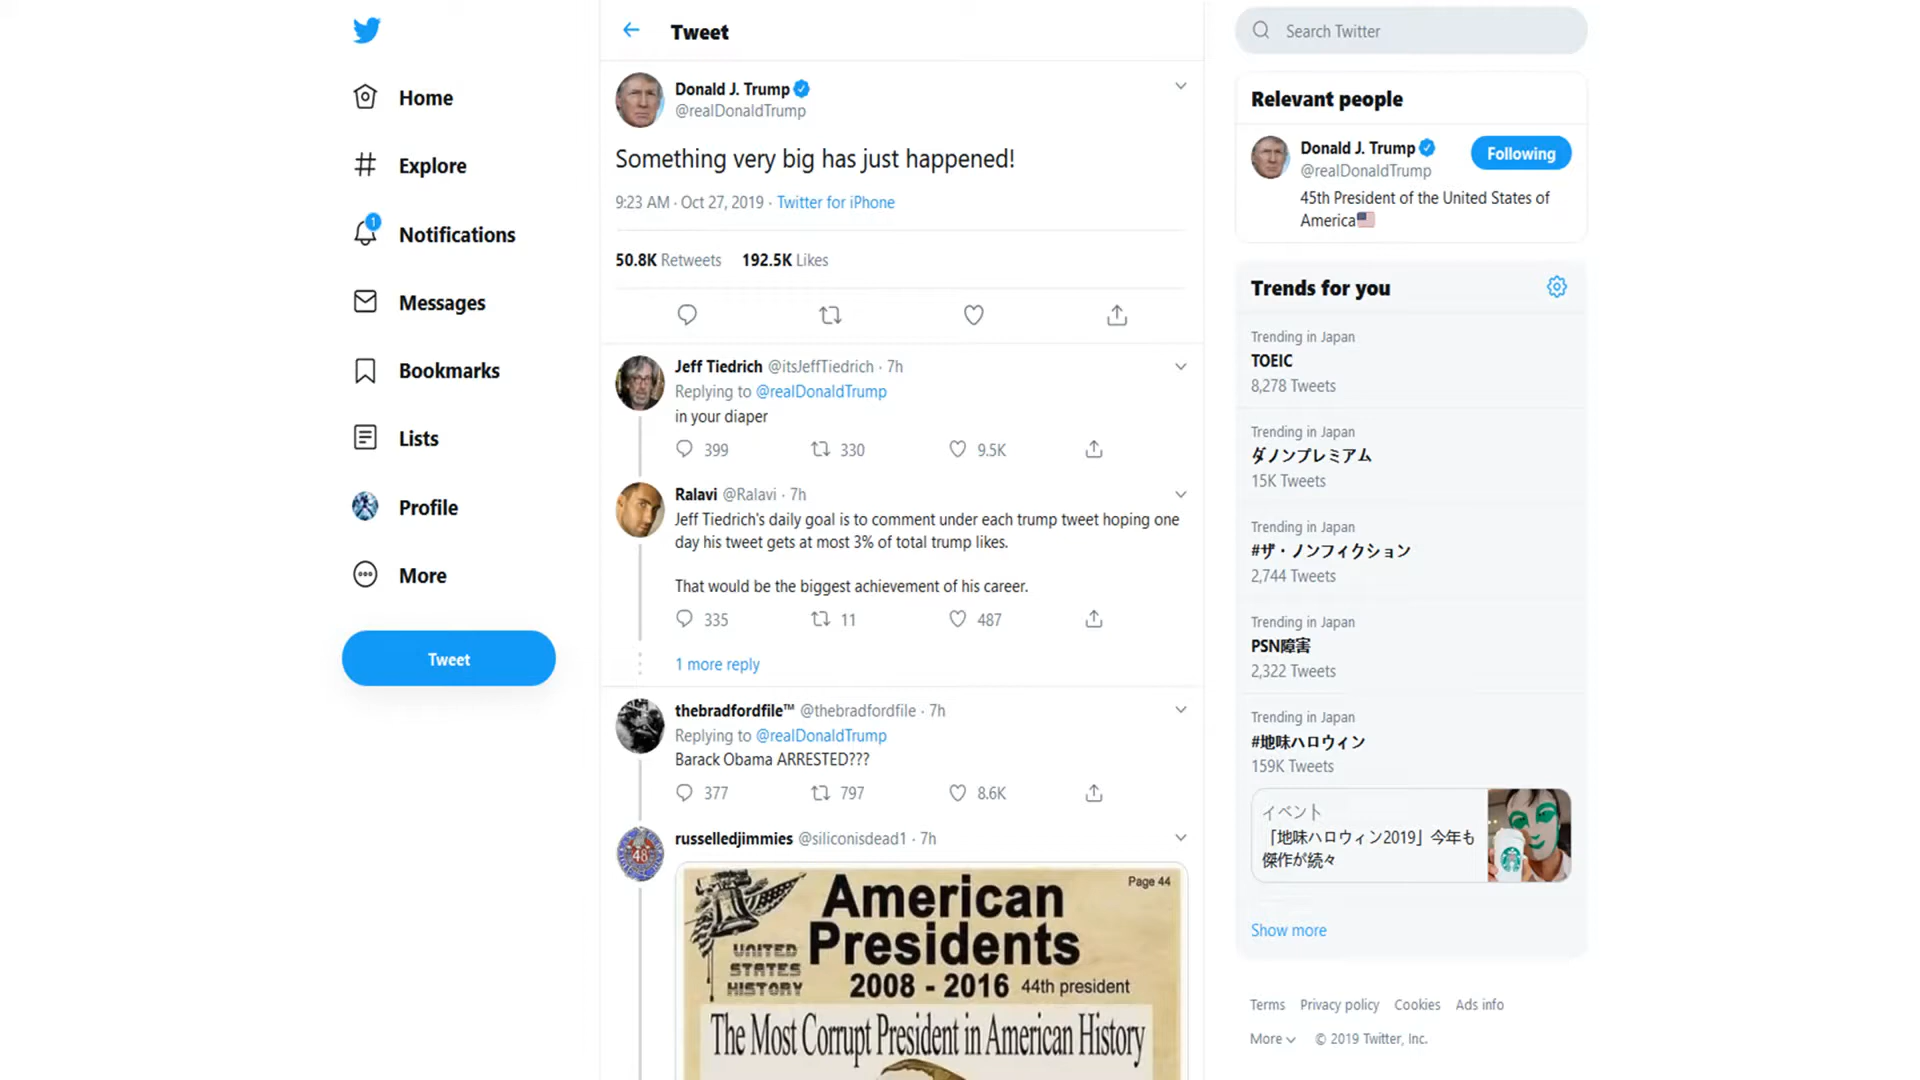 Home
Explore
1
Notifications
Messages
Bookmarks
Lists
Profile
More
Tweet
Tweet
Donald J. Trump
@realDonaldTrump
Something very big has just happened!
9:23 AM · Oct 27, 2019 · Twitter for iPhone
50.8K Retweets 192.5K Likes
Jeff Tiedrich @itsJeffTiedrich · 7h
Replying to @realDonaldTrump
in your diaper
399 330 9.5K
Ralavi @Ralavi · 7h
Jeff Tiedrich's daily goal is to comment under each trump tweet hoping one
day his tweet gets at most 3% of total trump likes.
That would be the biggest achievement of his career.
335 11 487
1 more reply
thebradfordfile™ @thebradfordfile · 7h
Replying to @realDonaldTrump
Barack Obama ARRESTED???
377 797 8.6K
russelledjimmies @siliconisdead1 · 7h
48
Page 44
American
Presidents
UNITED
STATES
HISTORY
2008 - 2016 44th president
The Most Corrupt President in American History
Search Twitter
Relevant people
Donald J. Trump
Following
@realDonaldTrump
45th President of the United States of
America🇺🇸
Trends for you
Trending in Japan
TOEIC
8,278 Tweets
Trending in Japan
ダノンプレミアム
15K Tweets
Trending in Japan
#ザ・ノンフィクション
2,744 Tweets
Trending in Japan
PSN障害
2,322 Tweets
Trending in Japan
#地味ハロウィン
159K Tweets
イベント
「地味ハロウィン2019」今年も
傑作が続々
Show more
Terms Privacy policy Cookies Ads info
More © 2019 Twitter, Inc.